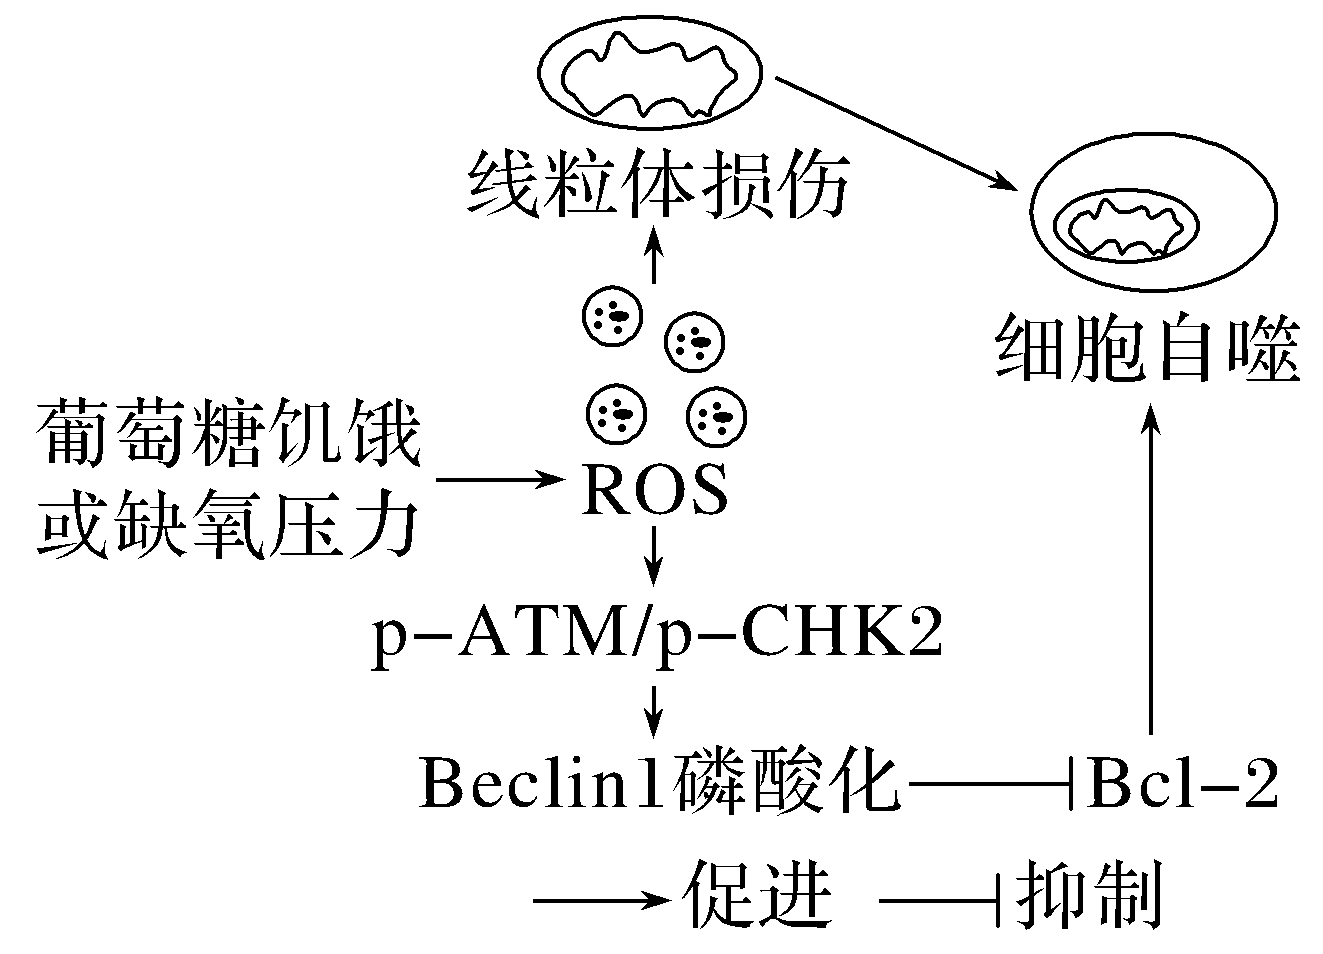 线粒体损伤
细胞自噬
葡萄糖饥饿
或缺氧压力
ROS
p-ATM/p-CHK2
Beclin1磷酸化
Bcl-2
促进
抑制